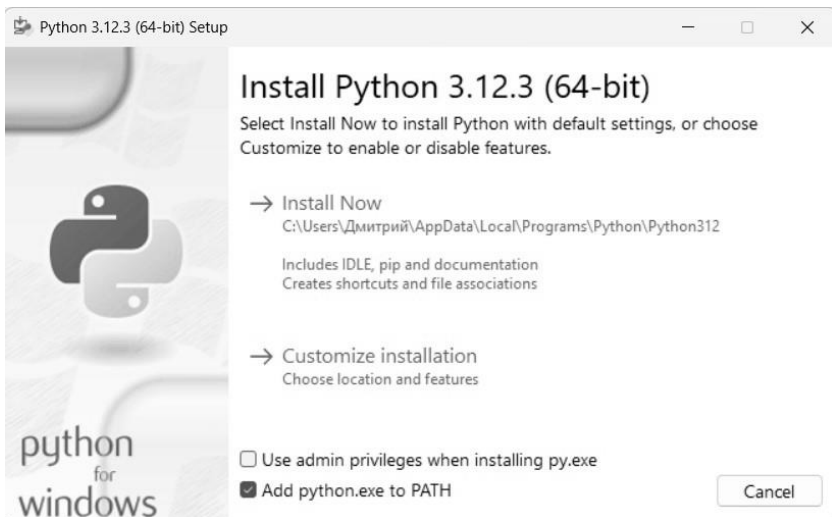 Python 3.12.3 (64-bit) Setup
Install Python 3.12.3 (64-bit)
Select Install Now to install Python with default settings, or choose
Customize to enable or disable features.
→ Install Now
C:\Users\Дмитрий\AppData\Local\Programs\Python\Python312
Includes IDLE, pip and documentation
Creates shortcuts and file associations
→ Customize installation
Choose location and features
Use admin privileges when installing py.exe
Add python.exe to PATH
Cancel
python
for
windows